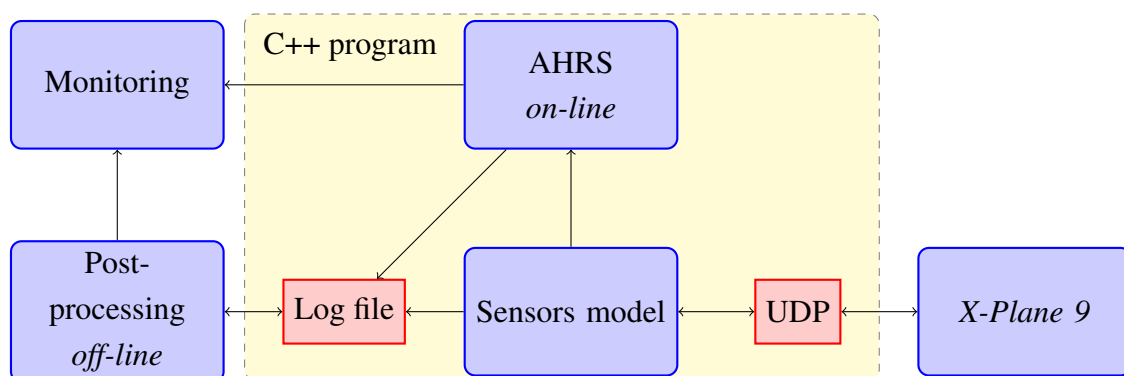 C++ program
Monitoring
AHRS
on-line
Post-
processing
off-line
Log file
Sensors model
UDP
X-Plane 9